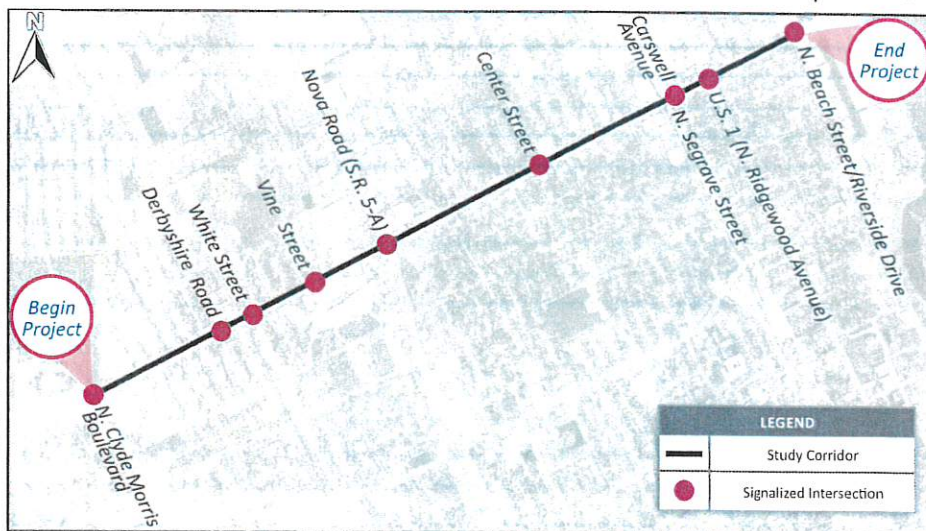 N
Begin
Project
N. Clyde Morris
Boulevard
Derbyshire Road
White Street
Vine Street
Nova Road (S.R. 5-A)
Center Street
Carswell
Avenue
N. Segrave Street
U.S. 1 (N. Ridgewood Avenue)
N. Beach Street/Riverside Drive
End
Project
LEGEND
Study Corridor
Signalized Intersection